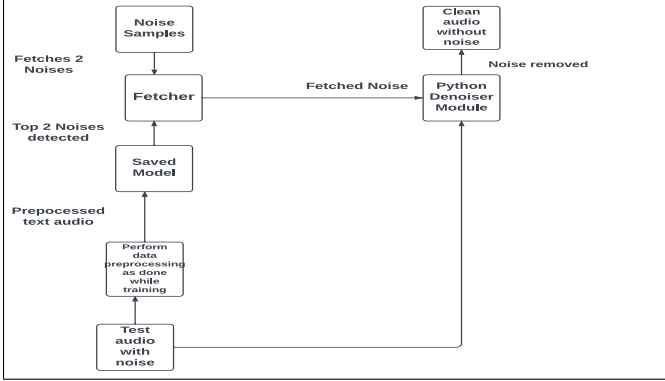 Noise
Samples
Clean
audio
without
noise
Fetches 2
Noises
Noise removed
Fetcher
Fetched Noise
Python
Denoiser
Module
Top 2 Noises
detected
Saved
Model
Prepocessed
text audio
Perform
data
preprocessing
as done
while
training
Test
audio
with
noise